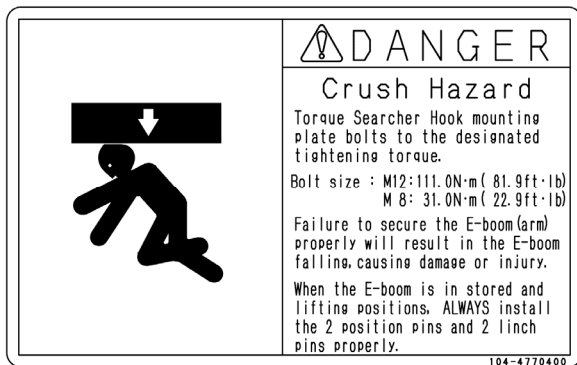 DANGER
Crush Hazard
Torque Searcher Hook mounting
plate bolts to the designated
tightening torque.
Bolt size : M12:111.0N·m( 81.9ft·lb)
M 8: 31.0N·m( 22.9ft·lb)
Failure to secure the E-boom(arm)
properly will result in the E-boom
falling,causing damage or injury.
When the E-boom is in stored and
lifting positions, ALWAYS install
the 2 position pins and 2 linch
pins properly.
104-4770400